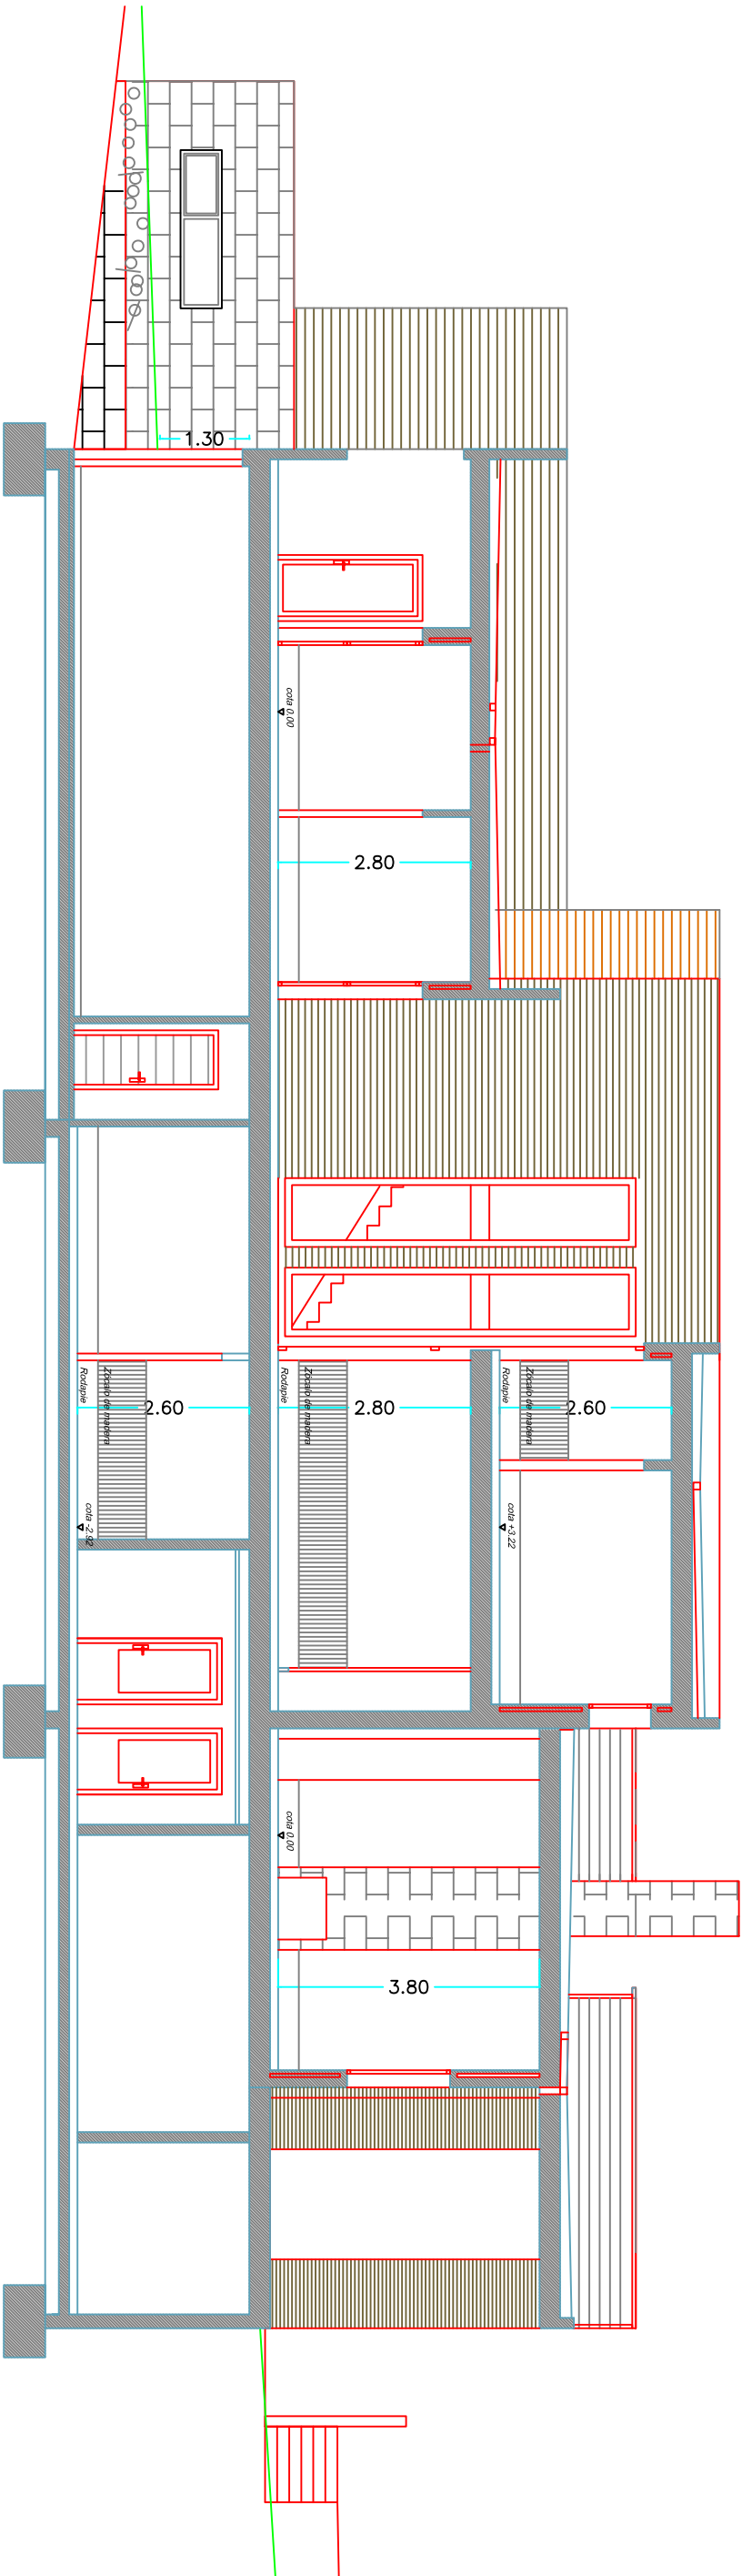 1.30
cota 0.00
2.80
Rodapie
Zócalo de madera
2.60
cota -2.92
Rodapie
Zócalo de madera
2.80
Rodapie
Zócalo de madera
2.60
cota +3.22
cota 0.00
3.80